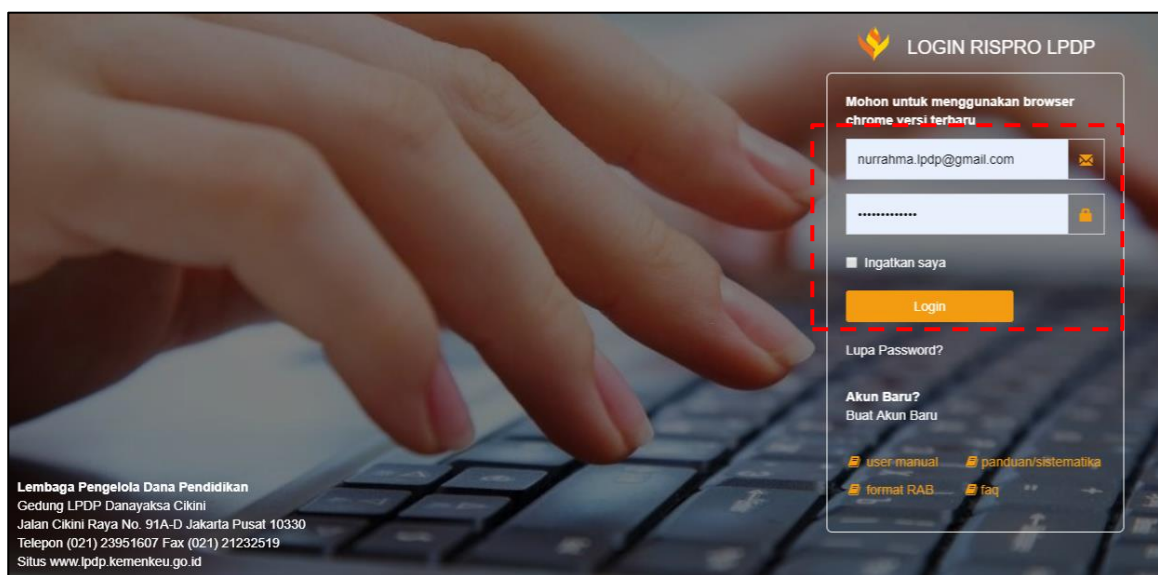 LOGIN RISPRO LPDP
Mohon untuk menggunakan browser
chrome versi terbaru
nurrahma.lpdp@gmail.com
•••••••••••••
Ingatkan saya
Login
Lupa Password?
Akun Baru?
Buat Akun Baru
user manual panduan/sistematika
format RAB faq
Lembaga Pengelola Dana Pendidikan
Gedung LPDP Danayaksa Cikini
Jalan Cikini Raya No. 91A-D Jakarta Pusat 10330
Telepon (021) 23951607 Fax (021) 21232519
Situs www.lpdp.kemenkeu.go.id